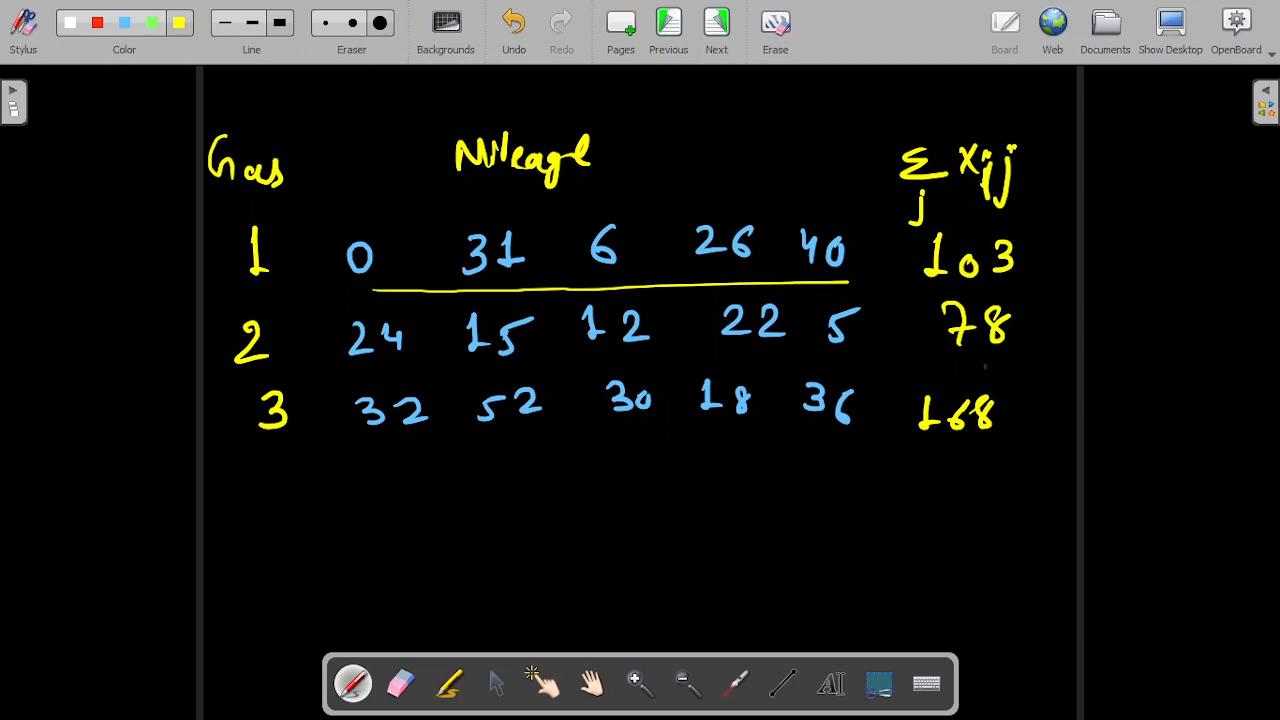 Stylus Color Line Eraser Backgrounds Undo Redo Pages Previous Next Erase Board Web Documents Show Desktop OpenBoard
Gas Mileage Σ xij
j
1 0 31 6 26 40 103
2 24 15 12 22 5 78
3 32 52 30 18 36 168
AI